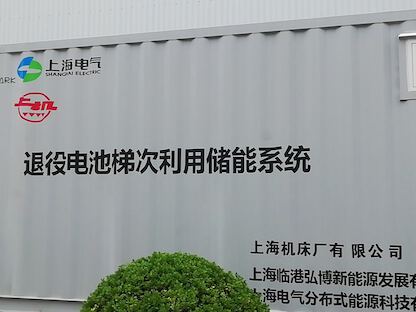 ARK 上海电气
SHANGHAI ELECTRIC
上机
退役电池梯次利用储能系统
上海机床厂有限公司
上海临港弘博新能源发展有
上海电气分布式能源科技有